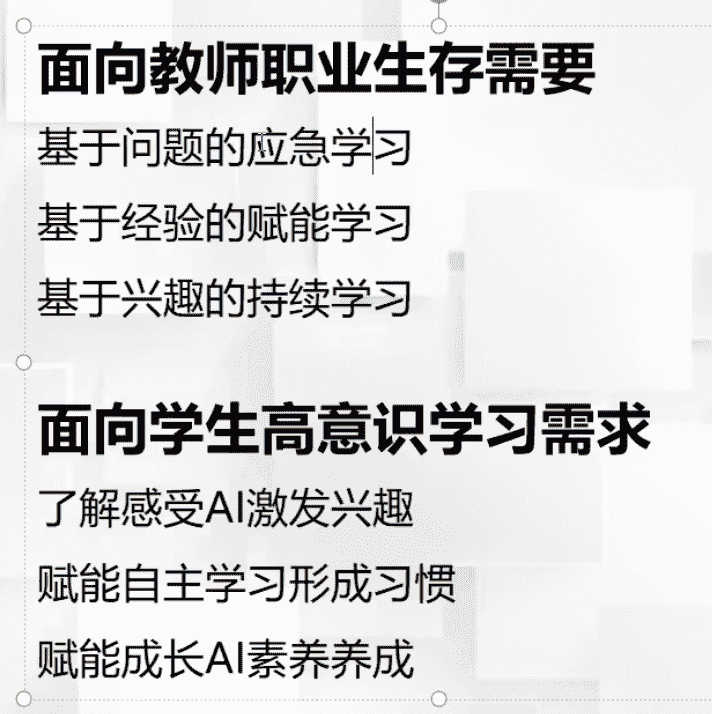 面向教师职业生存需要
基于问题的应急学习
基于经验的赋能学习
基于兴趣的持续学习
面向学生高意识学习需求
了解感受AI激发兴趣
赋能自主学习形成习惯
赋能成长AI素养养成